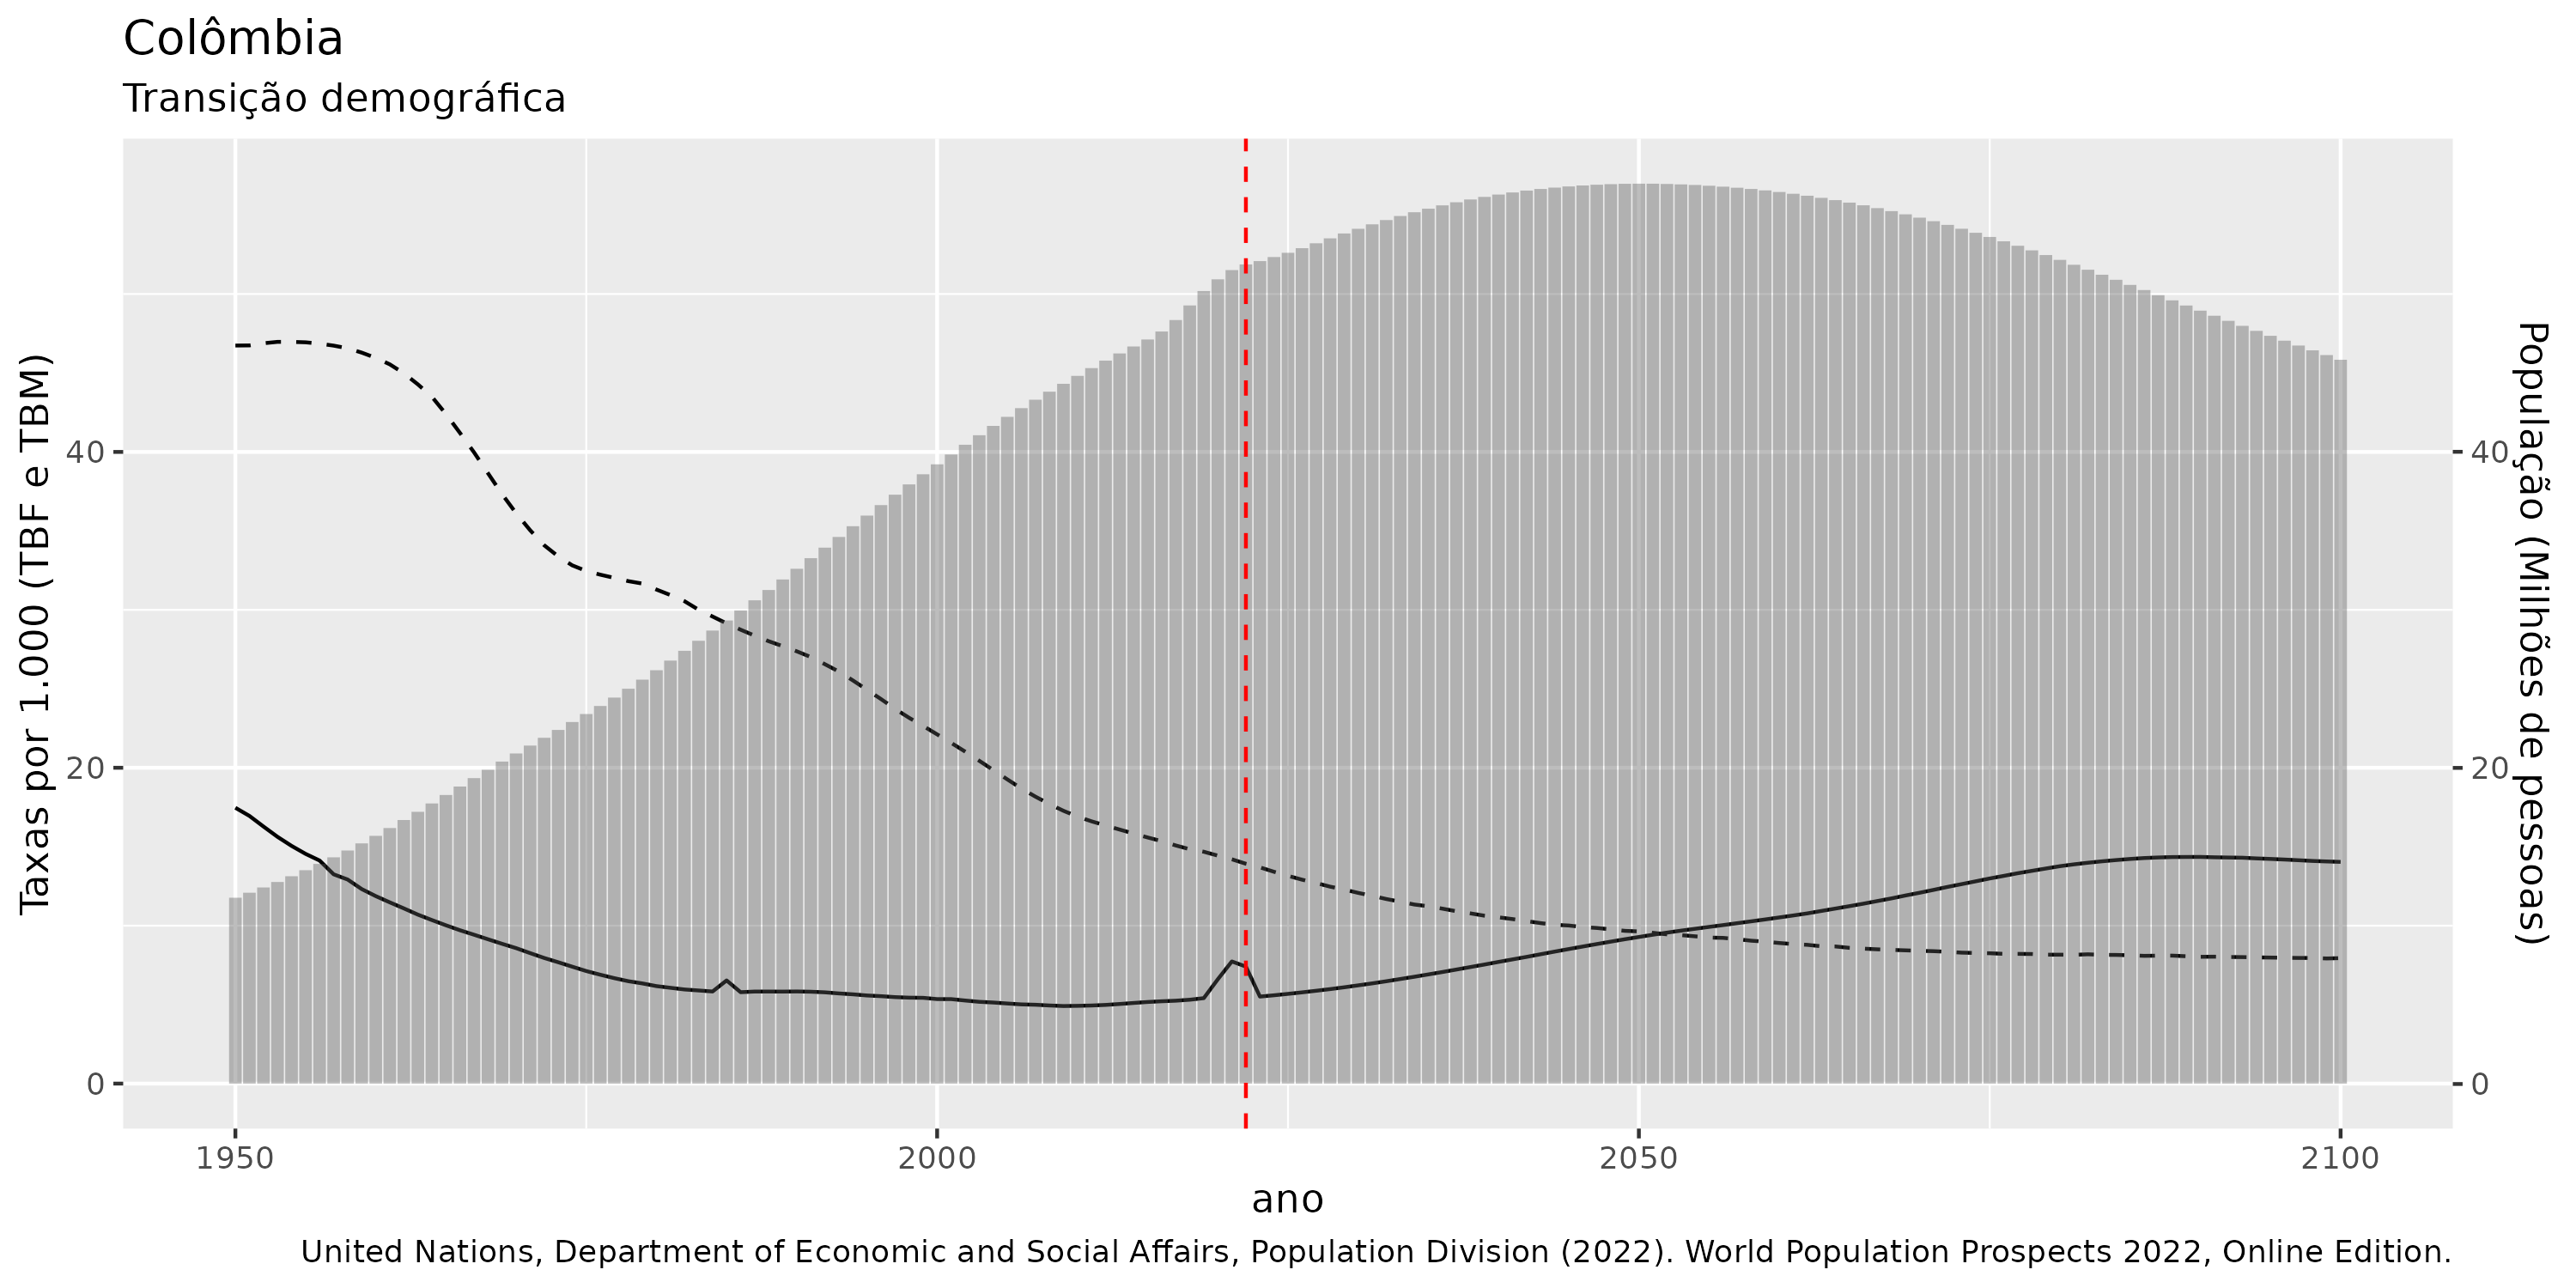 Colômbia
Transição demográfica
Taxas por 1.000 (TBF e TBM)
40
20
0
40
20
0
População (Milhões de pessoas)
1950
2000
2050
2100
ano
United Nations, Department of Economic and Social Affairs, Population Division (2022). World Population Prospects 2022, Online Edition.